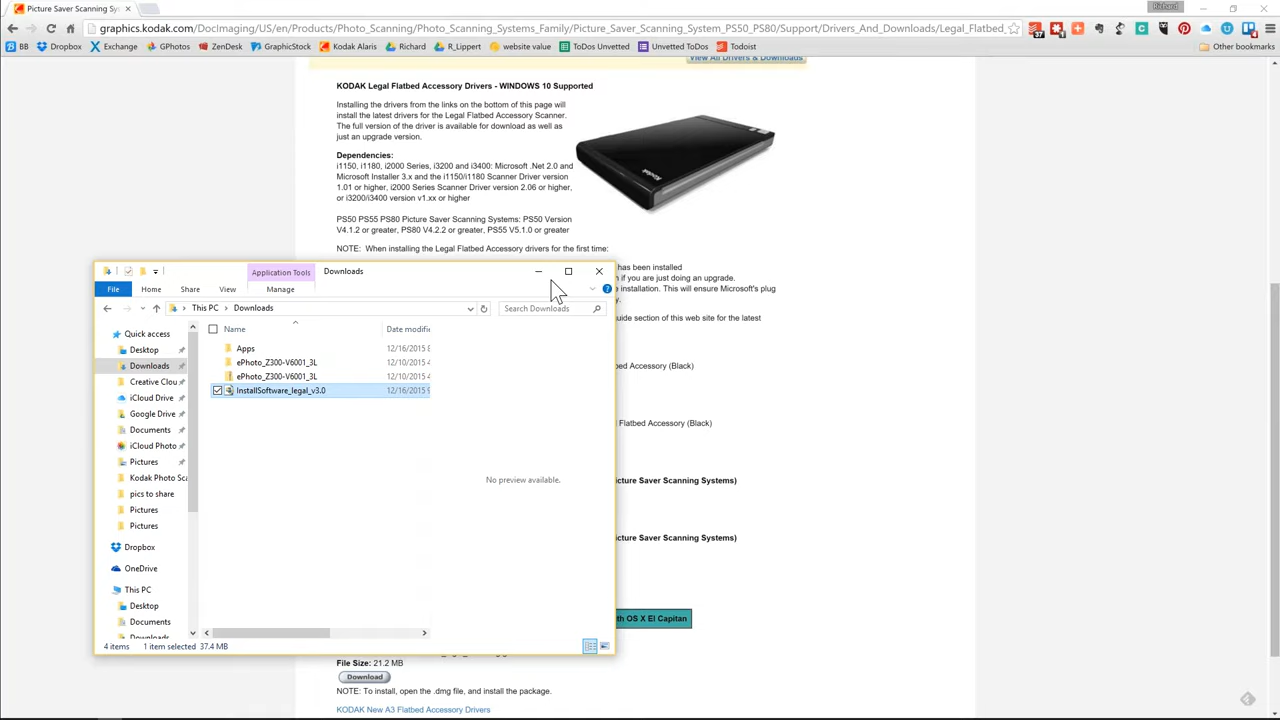 Picture Saver Scanning Sy
Richard
graphics.kodak.com/DocImaging/US/en/Products/Photo_Scanning/Photo_Scanning_Systems_Family/Picture_Saver_Scanning_System_PS50_PS80/Support/Drivers_And_Downloads/Legal_Flatbed_
BB Dropbox Exchange GPhotos ZenDesk GraphicStock Kodak Alaris Richard R_Lippert website value ToDos Unvetted Unvetted ToDos Todoist Other bookmarks
View All Drivers & Downloads
KODAK Legal Flatbed Accessory Drivers - WINDOWS 10 Supported
Installing the drivers from the links on the bottom of this page will
install the latest drivers for the Legal Flatbed Accessory Scanner.
The full version of the driver is available for download as well as
just an upgrade version.
Kodak
Dependencies:
i1150, i1180, i2000 Series, i3200 and i3400: Microsoft .Net 2.0 and
Microsoft Installer 3.x and the i1150/i1180 Scanner Driver version
1.01 or higher, i2000 Series Scanner Driver version 2.06 or higher,
or i3200/i3400 version v1.xx or higher
PS50 PS55 PS80 Picture Saver Scanning Systems: PS50 Version
V4.1.2 or greater, PS80 V4.2.2 or greater, PS55 V5.1.0 or greater
NOTE: When installing the Legal Flatbed Accessory drivers for the first time:
has been installed
n if you are just doing an upgrade.
e installation. This will ensure Microsoft's plug
y.
uide section of this web site for the latest
Accessory (Black)
l Flatbed Accessory (Black)
icture Saver Scanning Systems)
icture Saver Scanning Systems)
th OS X El Capitan
Application Tools Downloads
File Home Share View Manage
This PC Downloads Search Downloads
Name Date modifie
Quick access
Desktop
Downloads
Creative Clou
iCloud Drive
Google Drive
Documents
iCloud Photo
Pictures
Kodak Photo Sca
pics to share
Pictures
Pictures
Dropbox
OneDrive
This PC
Desktop
Documents
Downloads
Apps 12/16/2015 8
ePhoto_Z300-V6001_3L 12/10/2015 4
ePhoto_Z300-V6001_3L 12/10/2015 4
InstallSoftware_legal_v3.0 12/16/2015 9
No preview available.
4 items 1 item selected 37.4 MB
File Size: 21.2 MB
Download
NOTE: To install, open the .dmg file, and install the package.
KODAK New A3 Flatbed Accessory Drivers